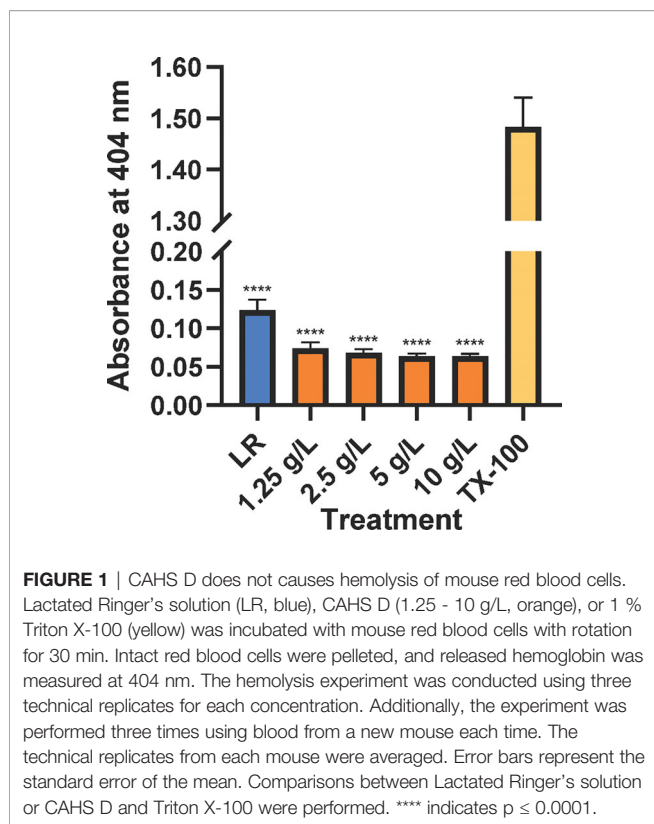 Absorbance at 404 nm
1.60
1.50
1.40
1.30
0.20
0.15
0.10
0.05
0.00
****
****
****
****
****
LR
1.25 g/L
2.5 g/L
5 g/L
10 g/L
TX-100
Treatment
FIGURE 1 | CAHS D does not causes hemolysis of mouse red blood cells.
Lactated Ringer's solution (LR, blue), CAHS D (1.25 - 10 g/L, orange), or 1 %
Triton X-100 (yellow) was incubated with mouse red blood cells with rotation
for 30 min. Intact red blood cells were pelleted, and released hemoglobin was
measured at 404 nm. The hemolysis experiment was conducted using three
technical replicates for each concentration. Additionally, the experiment was
performed three times using blood from a new mouse each time. The
technical replicates from each mouse were averaged. Error bars represent the
standard error of the mean. Comparisons between Lactated Ringer's solution
or CAHS D and Triton X-100 were performed. **** indicates p ≤ 0.0001.